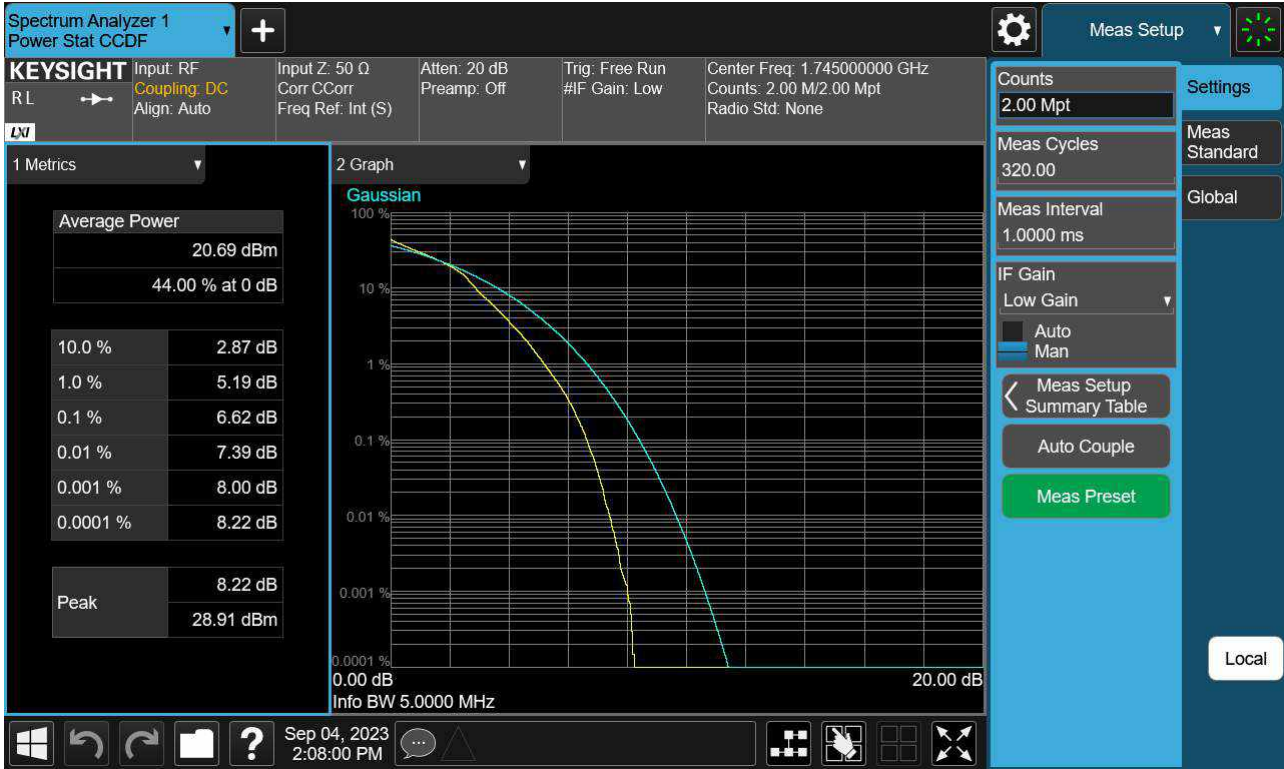 Spectrum Analyzer 1
Power Stat CCDF
+
Meas Setup
KEYSIGHT
R L
LXI
Input: RF
Coupling: DC
Align: Auto
Input Z: 50 Ω
Corr CCorr
Freq Ref: Int (S)
Atten: 20 dB
Preamp: Off
Trig: Free Run
#IF Gain: Low
Center Freq: 1.745000000 GHz
Counts: 2.00 M/2.00 Mpt
Radio Std: None
1 Metrics
Average Power
20.69 dBm
44.00 % at 0 dB
10.0 % 2.87 dB
1.0 % 5.19 dB
0.1 % 6.62 dB
0.01 % 7.39 dB
0.001 % 8.00 dB
0.0001 % 8.22 dB
Peak
8.22 dB
28.91 dBm
2 Graph
Gaussian
100 %
10 %
1 %
0.1 %
0.01 %
0.001 %
0.0001 %
0.00 dB 20.00 dB
Info BW 5.0000 MHz
Counts
2.00 Mpt
Meas Cycles
320.00
Meas Interval
1.0000 ms
IF Gain
Low Gain
Auto
Man
Meas Setup
Summary Table
Auto Couple
Meas Preset
Settings
Meas
Standard
Global
Local
?
Sep 04, 2023
2:08:00 PM